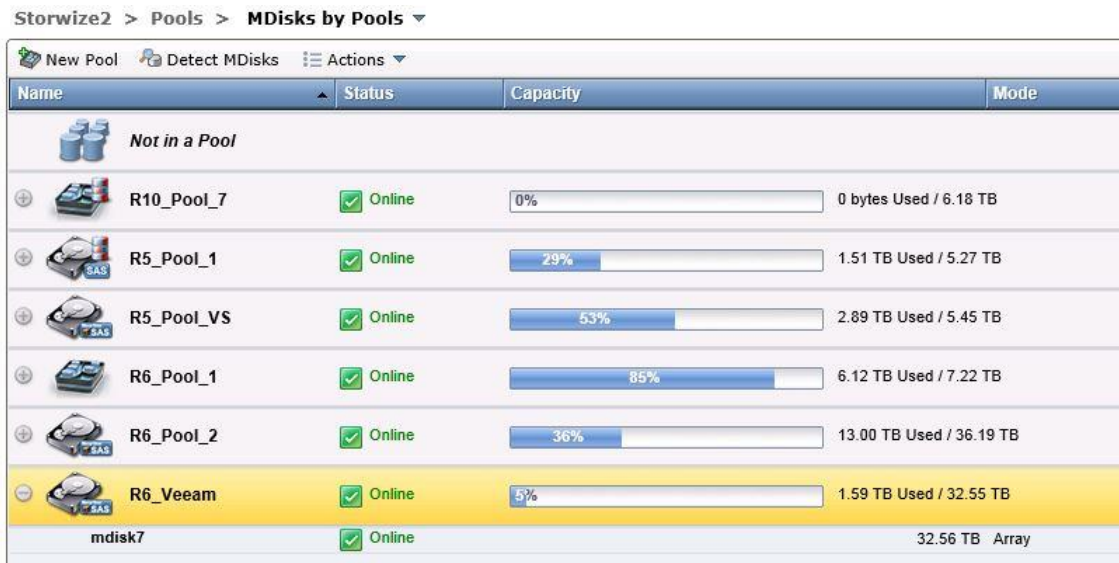 Storwize2 > Pools > MDisks by Pools
New Pool Detect MDisks Actions
Name Status Capacity Mode
Not in a Pool
R10_Pool_7 Online 0% 0 bytes Used / 6.18 TB
SAS R5_Pool_1 Online 29% 1.51 TB Used / 5.27 TB
SAS R5_Pool_VS Online 53% 2.89 TB Used / 5.45 TB
R6_Pool_1 Online 85% 6.12 TB Used / 7.22 TB
SAS R6_Pool_2 Online 36% 13.00 TB Used / 36.19 TB
SAS R6_Veeam Online 5% 1.59 TB Used / 32.55 TB
mdisk7 Online 32.56 TB Array